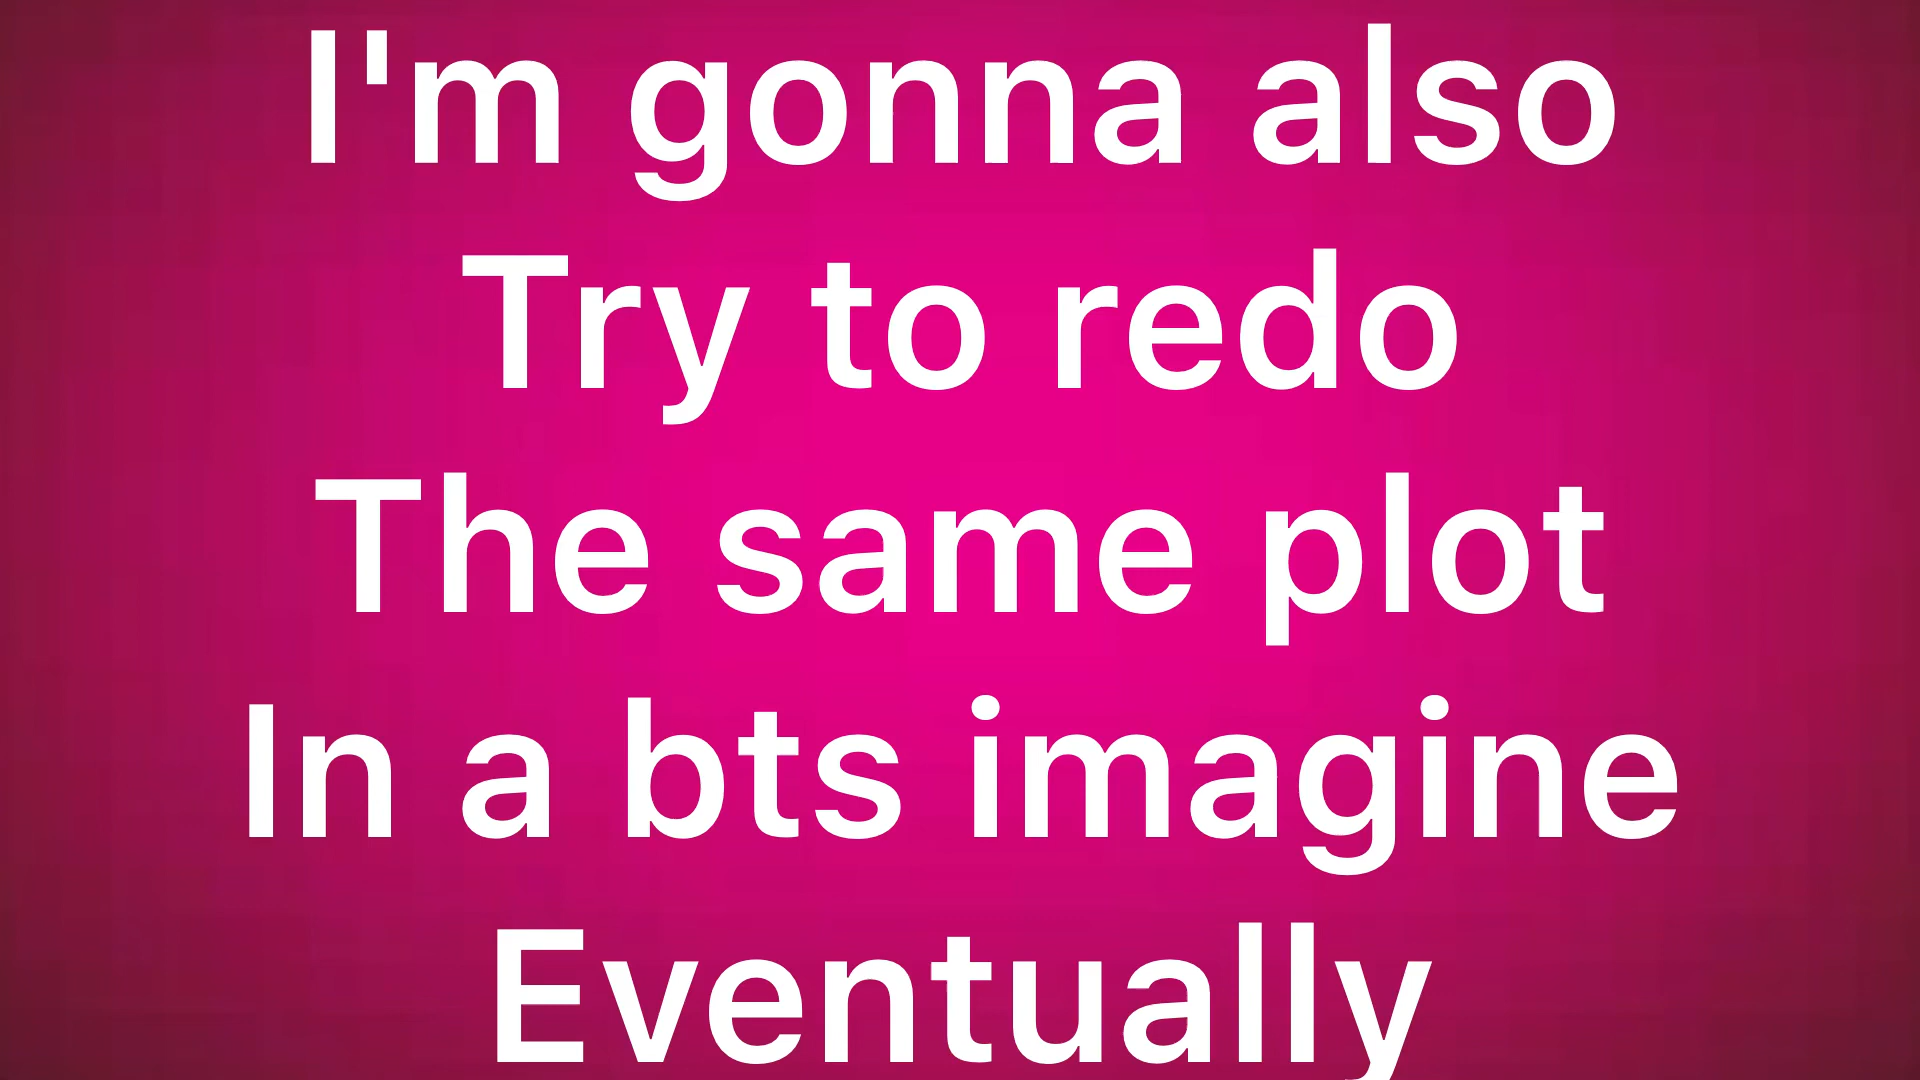 I'm gonna also
Try to redo
The same plot
In a bts imagine
Eventually